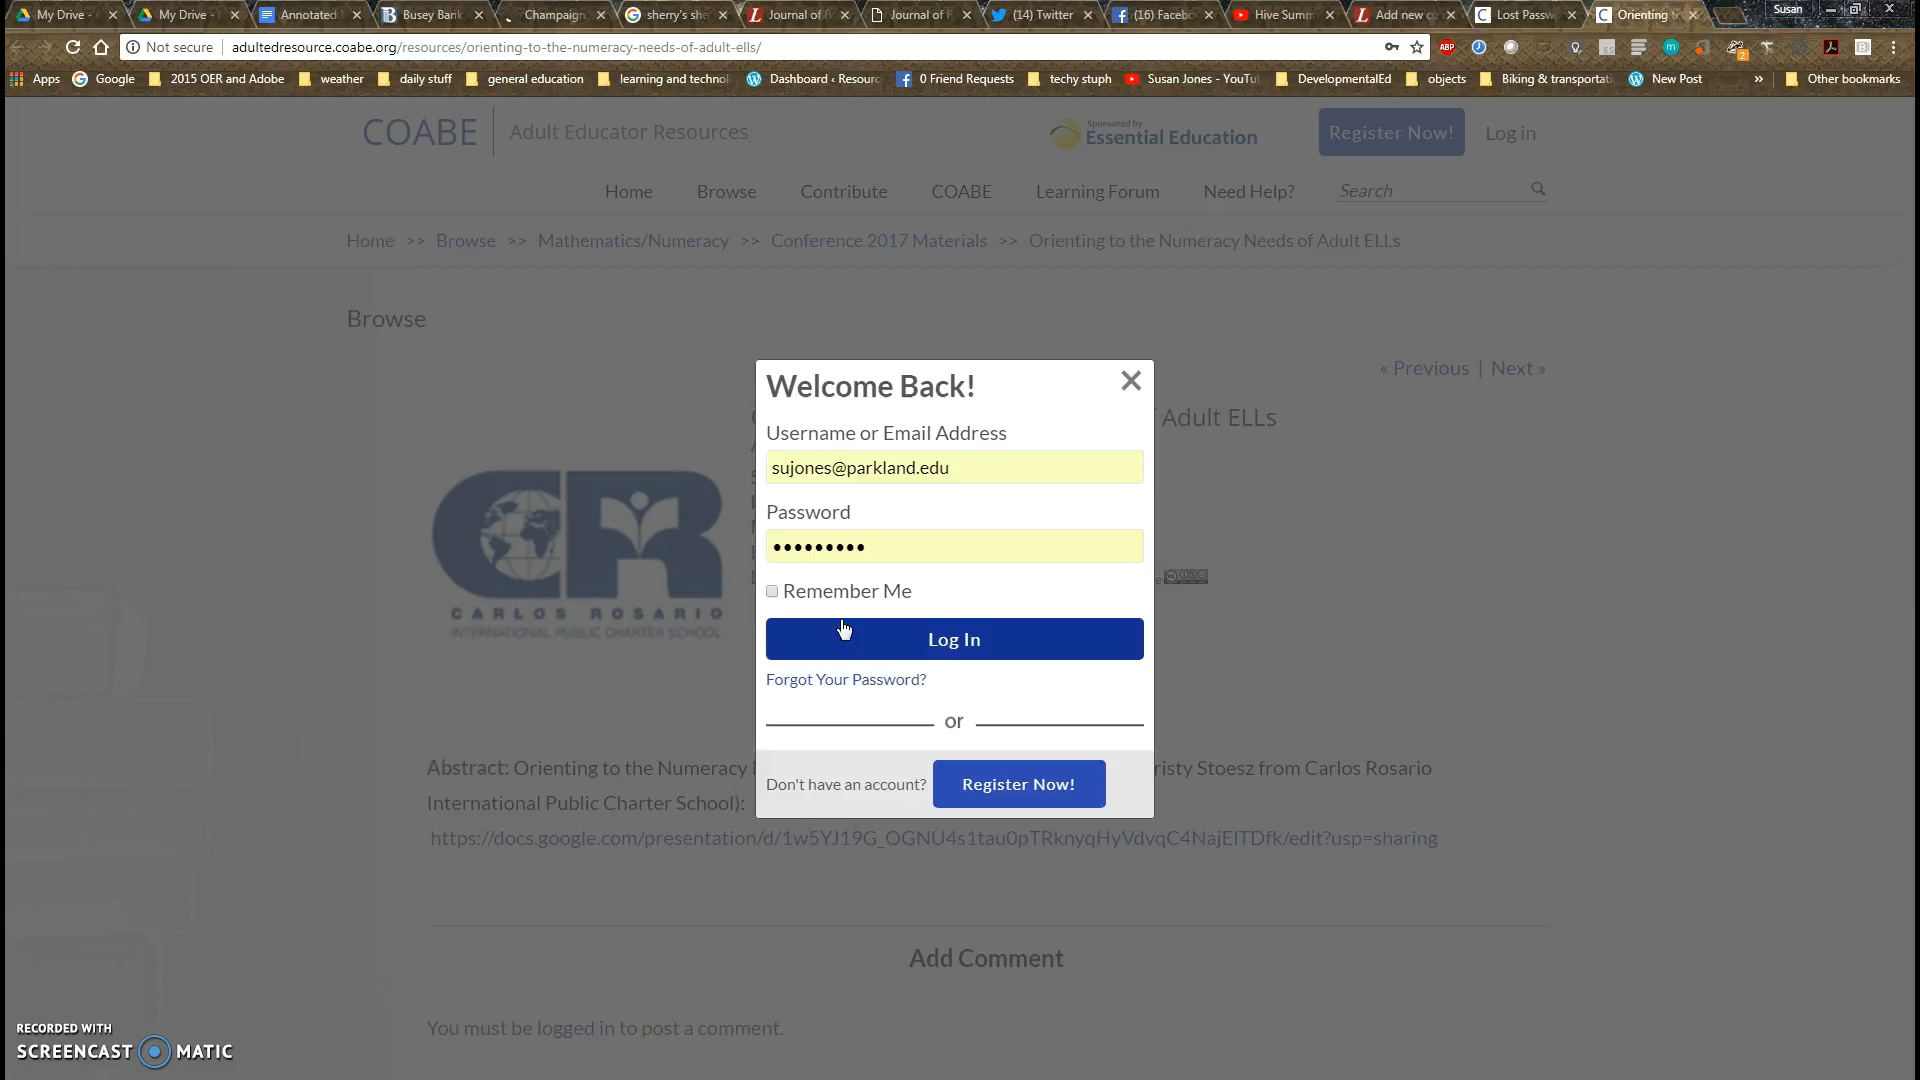 My Drive -
My Drive -
Annotated
Busey Bank
Champaign
sherry's she
Journal of
Journal of
(14) Twitter
(16) Facebo
Hive Summ
Add new co
Lost Passw
Orienting t
Susan
Not secure
adultedresource.coabe.org/resources/orienting-to-the-numeracy-needs-of-adult-ells/
ABP
Apps
Google
2015 OER and Adobe
weather
daily stuff
general education
learning and technol
Dashboard ‹ Resourc
0 Friend Requests
techy stuph
Susan Jones - YouTu
DevelopmentalEd
objects
Biking & transportati
New Post
»
Other bookmarks
COABE
Adult Educator Resources
Sponsored by
Essential Education
Register Now!
Log in
Home
Browse
Contribute
COABE
Learning Forum
Need Help?
Search
Home >> Browse >> Mathematics/Numeracy >> Conference 2017 Materials >> Orienting to the Numeracy Needs of Adult ELLs
Browse
« Previous | Next »
Adult ELLs
CARLOS ROSARIO
INTERNATIONAL PUBLIC CHARTER SCHOOL
Welcome Back!
Username or Email Address
sujones@parkland.edu
Password
•••••••••
Remember Me
Log In
Forgot Your Password?
or
Don't have an account?
Register Now!
Abstract: Orienting to the Numeracy
risty Stoesz from Carlos Rosario
International Public Charter School):
https://docs.google.com/presentation/d/1w5YJ19G_OGNU4s1tau0pTRknyqHyVdvqC4NajEITDfk/edit?usp=sharing
Add Comment
You must be logged in to post a comment.
RECORDED WITH
SCREENCAST MATIC